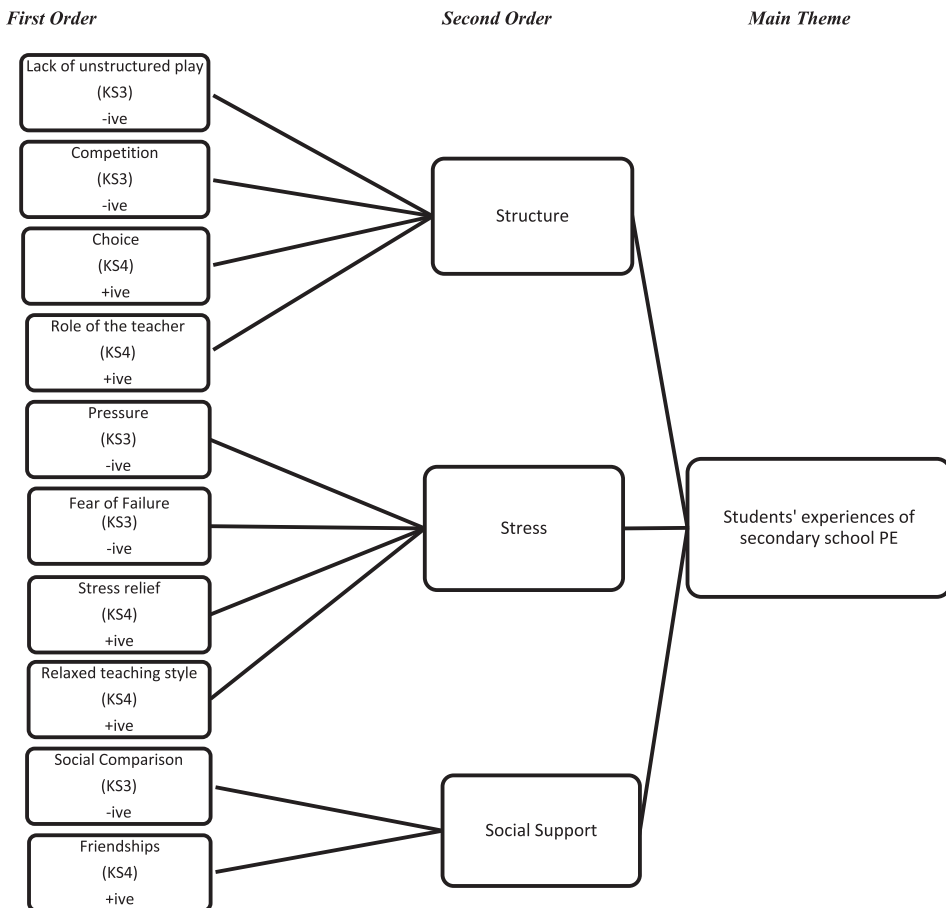 First Order
Second Order
Main Theme
Lack of unstructured play
(KS3)
-ive
Competition
(KS3)
-ive
Choice
(KS4)
+ive
Role of the teacher
(KS4)
+ive
Pressure
(KS3)
-ive
Fear of Failure
(KS3)
-ive
Stress relief
(KS4)
+ive
Relaxed teaching style
(KS4)
+ive
Social Comparison
(KS3)
-ive
Friendships
(KS4)
+ive
Structure
Stress
Social Support
Students' experiences of
secondary school PE